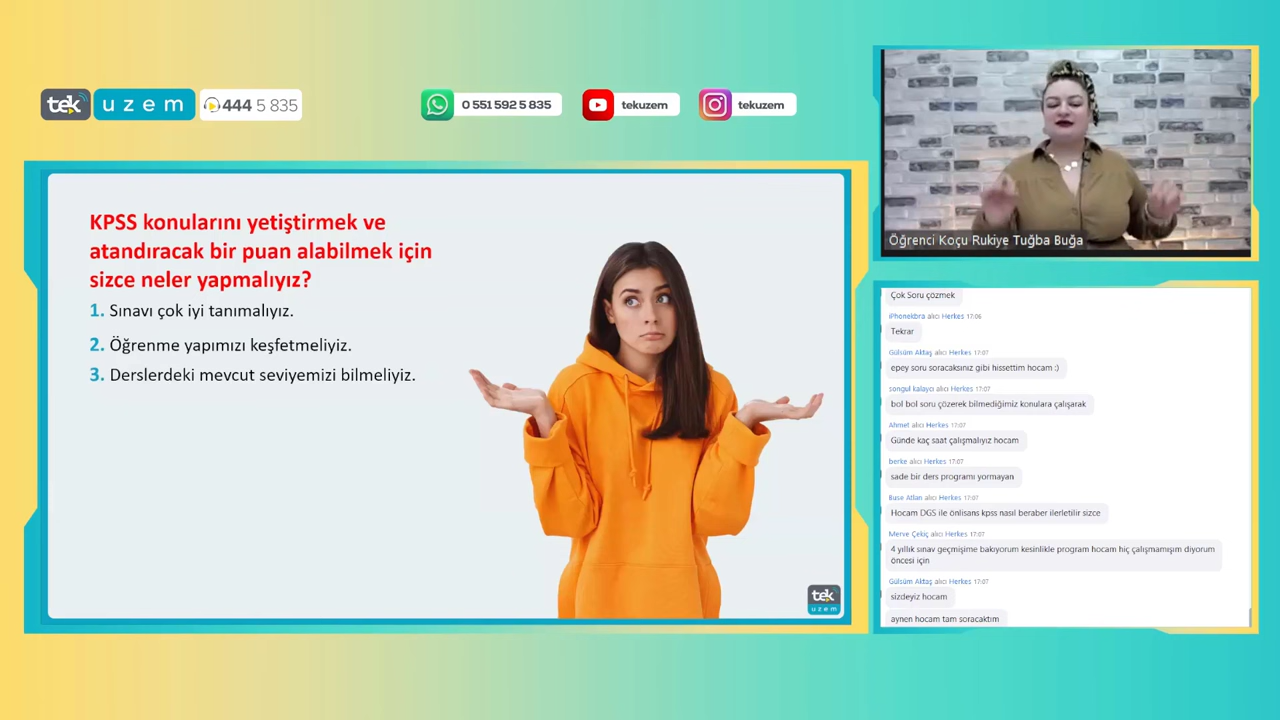 tek uzem 444 5 835
0 551 592 5 835
tekuzem
tekuzem
KPSS konularını yetiştirmek ve
atandıracak bir puan alabilmek için
sizce neler yapmalıyız?
1. Sınavı çok iyi tanımalıyız.
2. Öğrenme yapımızı keşfetmeliyiz.
3. Derslerdeki mevcut seviyemizi bilmeliyiz.
tek
uzem
Öğrenci Koçu Rukiye Tuğba Buğa
Çok Soru çözmek
iPhonekbra alıcı Herkes 17:06
Tekrar
Gülsüm Aktaş alıcı Herkes 17:07
epey soru soracaksınız gibi hissettim hocam :)
songul kalaycı alıcı Herkes 17:07
bol bol soru çözerek bilmediğimiz konulara çalışarak
Ahmet alıcı Herkes 17:07
Günde kaç saat çalışmalıyız hocam
berke alıcı Herkes 17:07
sade bir ders programı yormayan
Buse Atlan alıcı Herkes 17:07
Hocam DGS ile önlisans kpss nasıl beraber ilerletilir sizce
Merve Çekiç alıcı Herkes 17:07
4 yıllık sınav geçmişime bakıyorum kesinlikle program hocam hiç çalışmamışım diyorum
öncesi için
Gülsüm Aktaş alıcı Herkes 17:07
sizdeyiz hocam
aynen hocam tam soracaktım